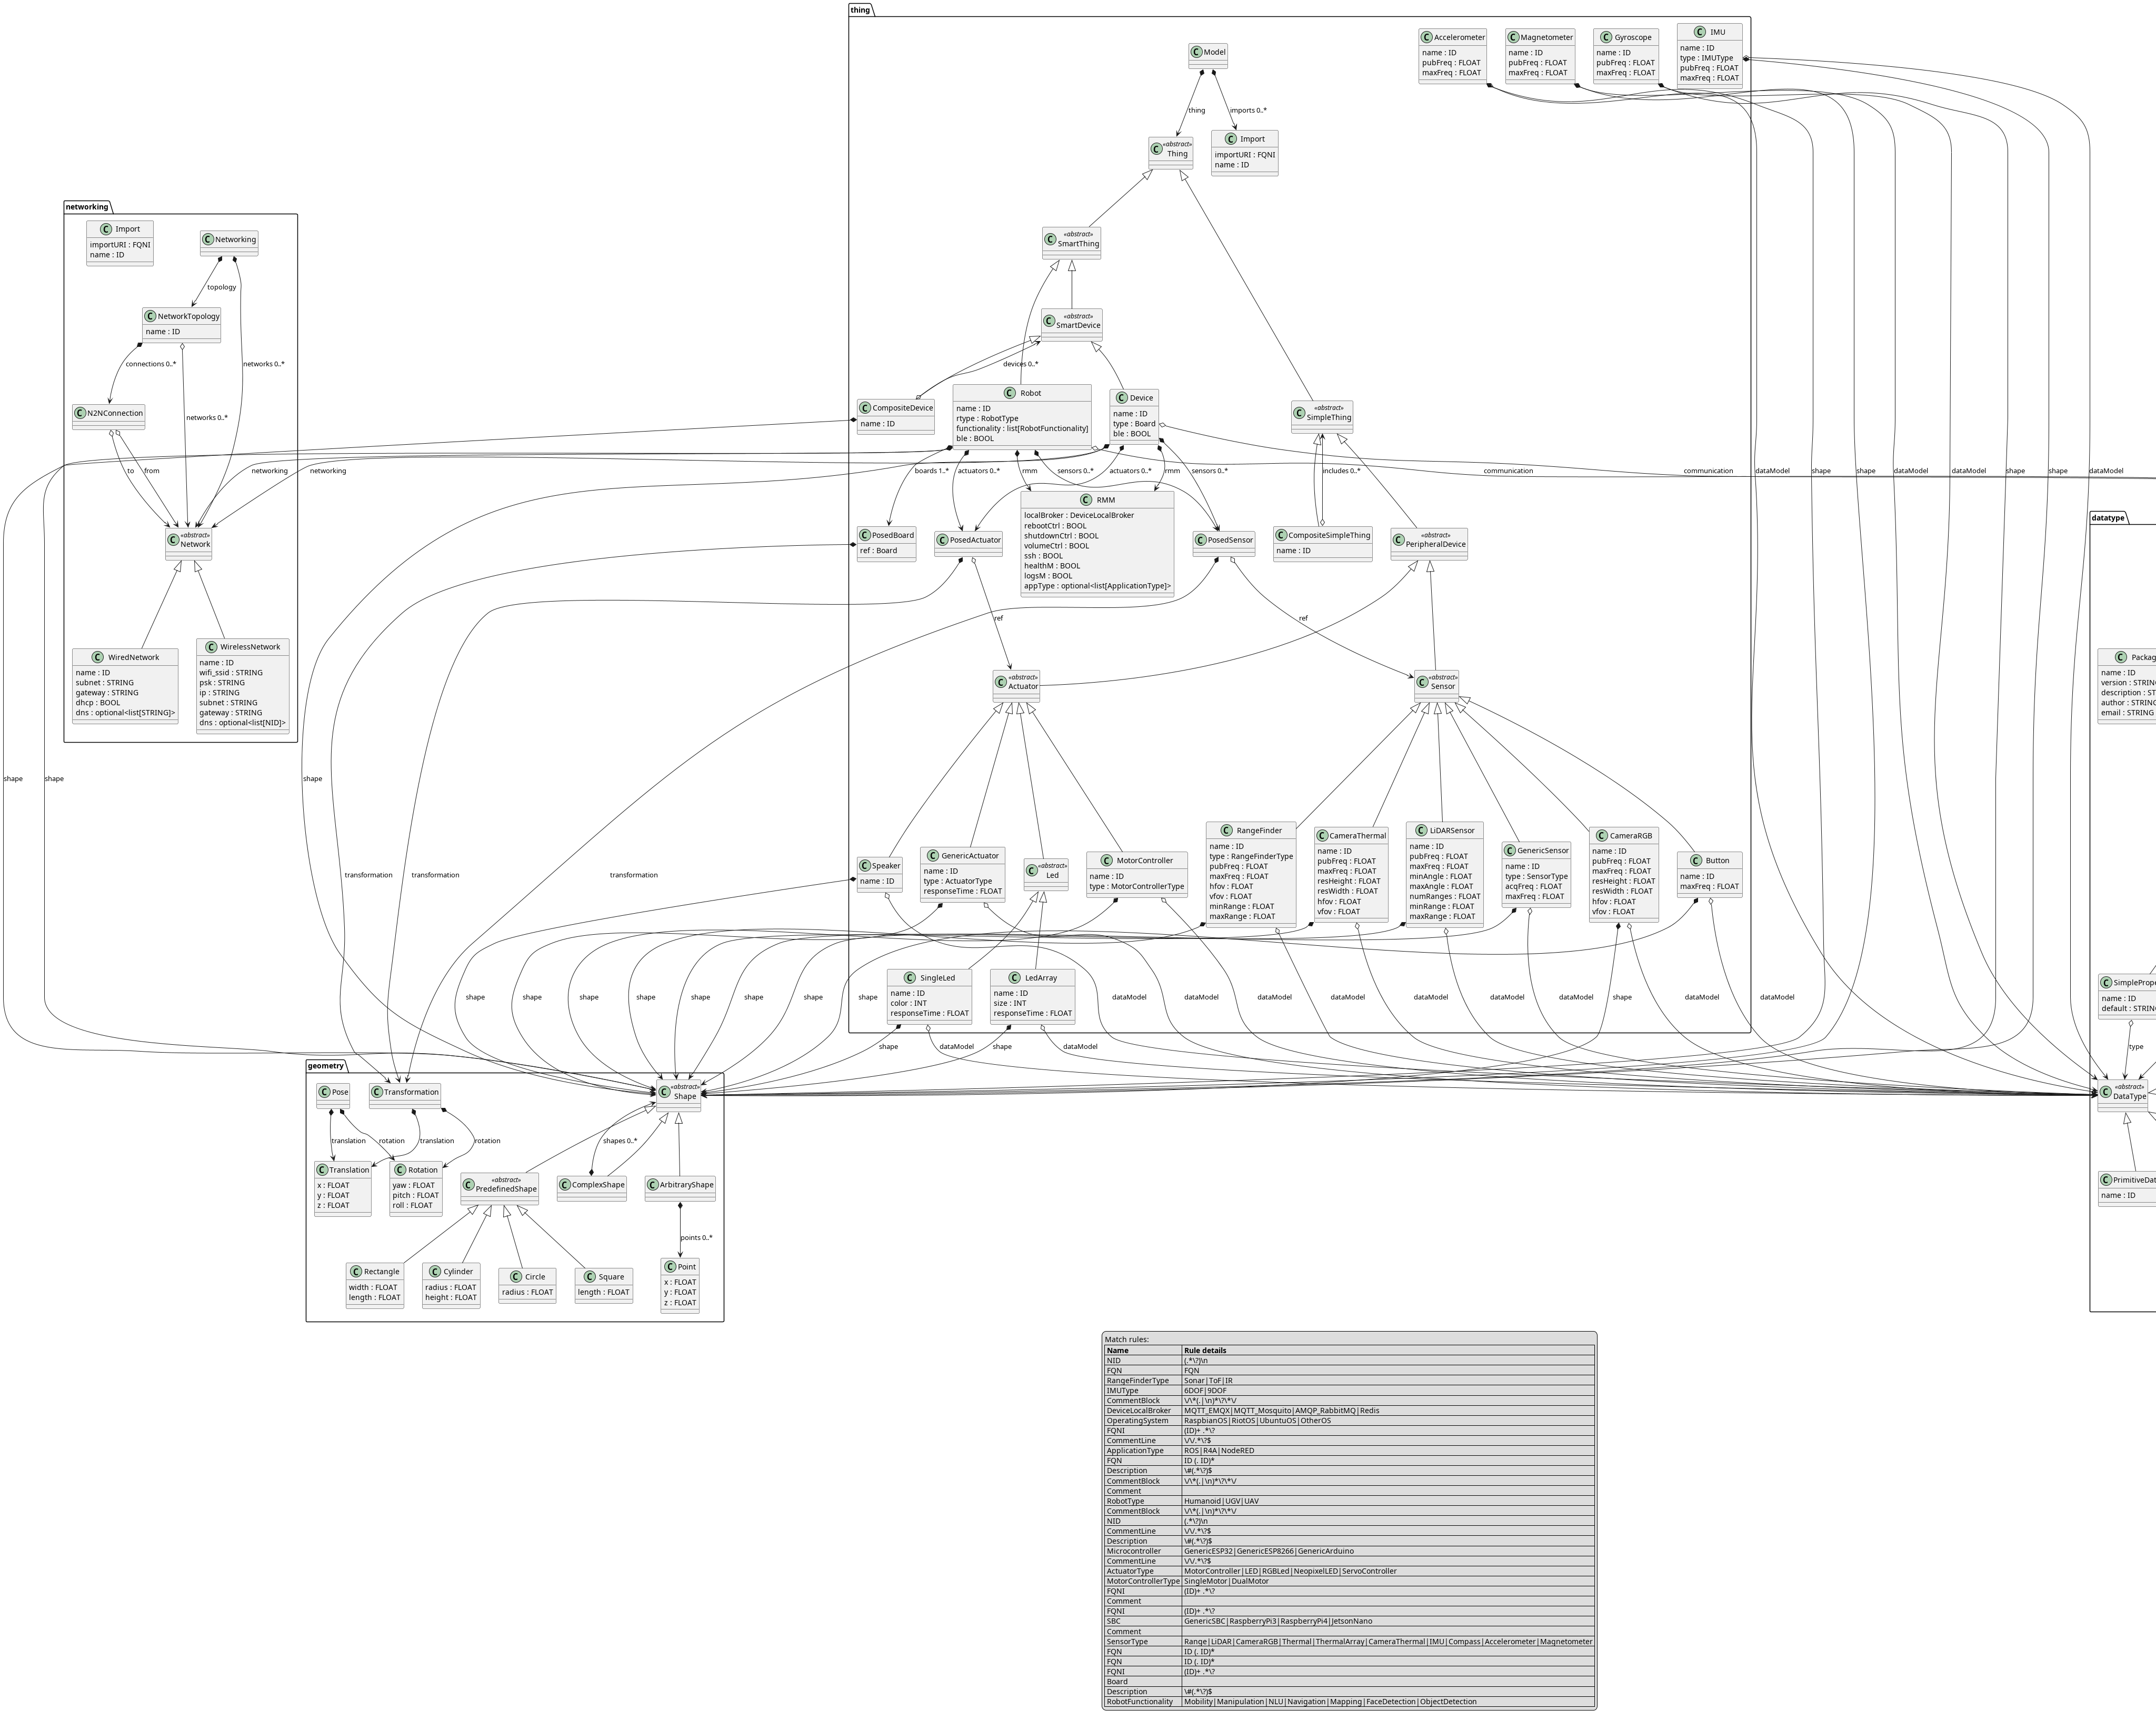 thing
C IMU
name : ID
type : IMUType
pubFreq : FLOAT
maxFreq : FLOAT
C Accelerometer
name : ID
pubFreq : FLOAT
maxFreq : FLOAT
C Magnetometer
name : ID
pubFreq : FLOAT
maxFreq : FLOAT
C Gyroscope
name : ID
pubFreq : FLOAT
maxFreq : FLOAT
C Model
thing
imports 0..*
C «abstract» Thing
C Import
importURI : FQNI
name : ID
networking
C Import
importURI : FQNI
name : ID
C Networking
topology
C «abstract» SmartThing
C NetworkTopology
name : ID
C «abstract» SmartDevice
connections 0..*
networks 0..*
devices 0..*
C N2NConnection
C CompositeDevice
name : ID
C Robot
name : ID
rtype : RobotType
functionality : list[RobotFunctionality]
ble : BOOL
C Device
name : ID
type : Board
ble : BOOL
C «abstract» SimpleThing
networks 0..*
to
from
networking
networking
boards 1..*
actuators 0..*
rmm
sensors 0..*
actuators 0..*
rmm
sensors 0..*
includes 0..*
communication
communication
dataModel
shape
shape
dataModel
dataModel
shape
shape
dataModel
datatype
C «abstract» Network
C PosedBoard
ref : Board
C PosedActuator
C RMM
localBroker : DeviceLocalBroker
rebootCtrl : BOOL
shutdownCtrl : BOOL
volumeCtrl : BOOL
ssh : BOOL
healthM : BOOL
logsM : BOOL
appType : optional<list[ApplicationType]>
C PosedSensor
C CompositeSimpleThing
name : ID
C «abstract» PeripheralDevice
ref
ref
C WiredNetwork
name : ID
subnet : STRING
gateway : STRING
dhcp : BOOL
dns : optional<list[STRING]>
C WirelessNetwork
name : ID
wifi_ssid : STRING
psk : STRING
ip : STRING
subnet : STRING
gateway : STRING
dns : optional<list[NID]>
C «abstract» Actuator
C «abstract» Sensor
C Packag
name : ID
version : STRING
description : ST
author : STRING
email : STRING
shape
shape
shape
transformation
transformation
transformation
C Speaker
name : ID
C GenericActuator
name : ID
type : ActuatorType
responseTime : FLOAT
C «abstract» Led
C MotorController
name : ID
type : MotorControllerType
C RangeFinder
name : ID
type : RangeFinderType
pubFreq : FLOAT
maxFreq : FLOAT
hfov : FLOAT
vfov : FLOAT
minRange : FLOAT
maxRange : FLOAT
C CameraThermal
name : ID
pubFreq : FLOAT
maxFreq : FLOAT
resHeight : FLOAT
resWidth : FLOAT
hfov : FLOAT
vfov : FLOAT
C LiDARSensor
name : ID
pubFreq : FLOAT
maxFreq : FLOAT
minAngle : FLOAT
maxAngle : FLOAT
numRanges : FLOAT
minRange : FLOAT
maxRange : FLOAT
C GenericSensor
name : ID
type : SensorType
acqFreq : FLOAT
maxFreq : FLOAT
C CameraRGB
name : ID
pubFreq : FLOAT
maxFreq : FLOAT
resHeight : FLOAT
resWidth : FLOAT
hfov : FLOAT
vfov : FLOAT
C Button
name : ID
maxFreq : FLOAT
shape
shape
shape
shape
shape
shape
shape
shape
C SingleLed
name : ID
color : INT
responseTime : FLOAT
C LedArray
name : ID
size : INT
responseTime : FLOAT
dataModel
dataModel
dataModel
dataModel
dataModel
dataModel
dataModel
shape
dataModel
dataModel
C SimplePrope
name : ID
default : STRING
shape
dataModel
shape
dataModel
type
geometry
C Pose
C Transformation
C «abstract» Shape
C «abstract» DataType
translation
rotation
translation
rotation
shapes 0..*
C Translation
x : FLOAT
y : FLOAT
z : FLOAT
C Rotation
yaw : FLOAT
pitch : FLOAT
roll : FLOAT
C «abstract» PredefinedShape
C ComplexShape
C ArbitraryShape
C PrimitiveDat
name : ID
points 0..*
C Rectangle
width : FLOAT
length : FLOAT
C Cylinder
radius : FLOAT
height : FLOAT
C Circle
radius : FLOAT
C Square
length : FLOAT
C Point
x : FLOAT
y : FLOAT
z : FLOAT
Match rules:
Name Rule details
NID (.*\?)\n
FQN FQN
RangeFinderType Sonar|ToF|IR
IMUType 6DOF|9DOF
CommentBlock \/\*(.|\n)*\?\*\/
DeviceLocalBroker MQTT_EMQX|MQTT_Mosquito|AMQP_RabbitMQ|Redis
OperatingSystem RaspbianOS|RiotOS|UbuntuOS|OtherOS
FQNI (ID)+ .*\?
CommentLine \/\/.*\?$
ApplicationType ROS|R4A|NodeRED
FQN ID (. ID)*
Description \#(.*\?)$
CommentBlock \/\*(.|\n)*\?\*\/
Comment
RobotType Humanoid|UGV|UAV
CommentBlock \/\*(.|\n)*\?\*\/
NID (.*\?)\n
CommentLine \/\/.*\?$
Description \#(.*\?)$
Microcontroller GenericESP32|GenericESP8266|GenericArduino
CommentLine \/\/.*\?$
ActuatorType MotorController|LED|RGBLed|NeopixelLED|ServoController
MotorControllerType SingleMotor|DualMotor
FQNI (ID)+ .*\?
Comment
FQNI (ID)+ .*\?
SBC GenericSBC|RaspberryPi3|RaspberryPi4|JetsonNano
Comment
SensorType Range|LiDAR|CameraRGB|Thermal|ThermalArray|CameraThermal|IMU|Compass|Accelerometer|Magnetometer
FQN ID (. ID)*
FQN ID (. ID)*
FQNI (ID)+ .*\?
Board
Description \#(.*\?)$
RobotFunctionality Mobility|Manipulation|NLU|Navigation|Mapping|FaceDetection|ObjectDetection